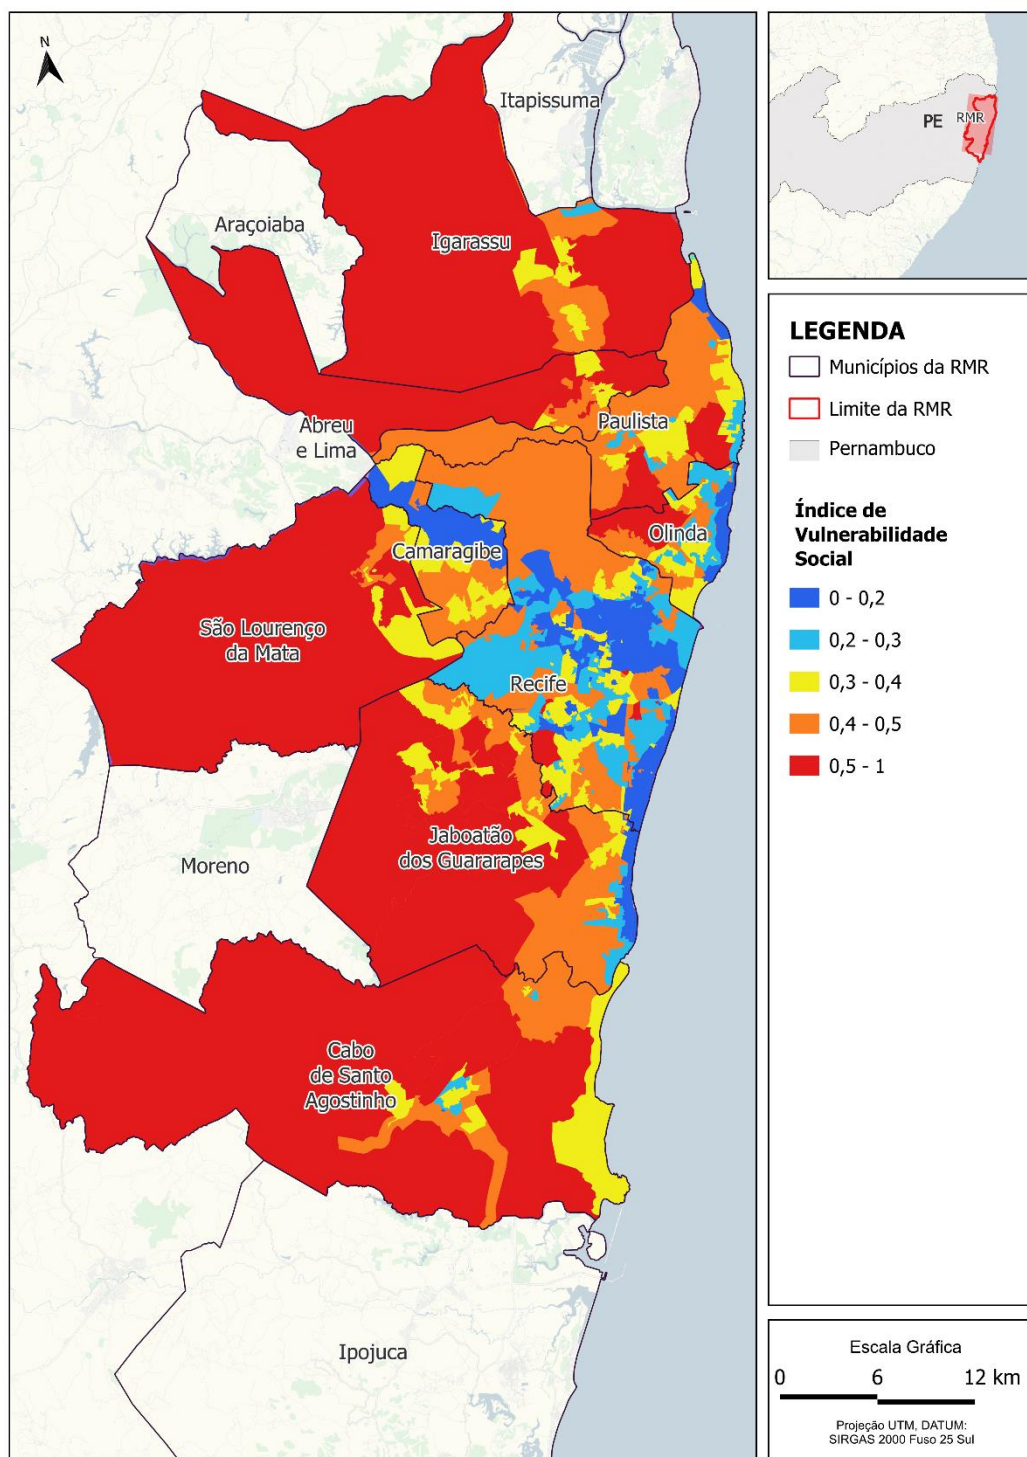 N
Itapissuma
Araçoiaba
Igarassu
Abreu
e Lima
Paulista
Olinda
Camaragibe
São Lourenço
da Mata
Recife
Moreno
Jaboatão
dos Guararapes
Cabo
de Santo
Agostinho
Ipojuca
PE
RMR
LEGENDA
Municípios da RMR
Limite da RMR
Pernambuco
Índice de
Vulnerabilidade
Social
0 - 0,2
0,2 - 0,3
0,3 - 0,4
0,4 - 0,5
0,5 - 1
Escala Gráfica
0 6 12 km
Projeção UTM, DATUM:
SIRGAS 2000 Fuso 25 Sul